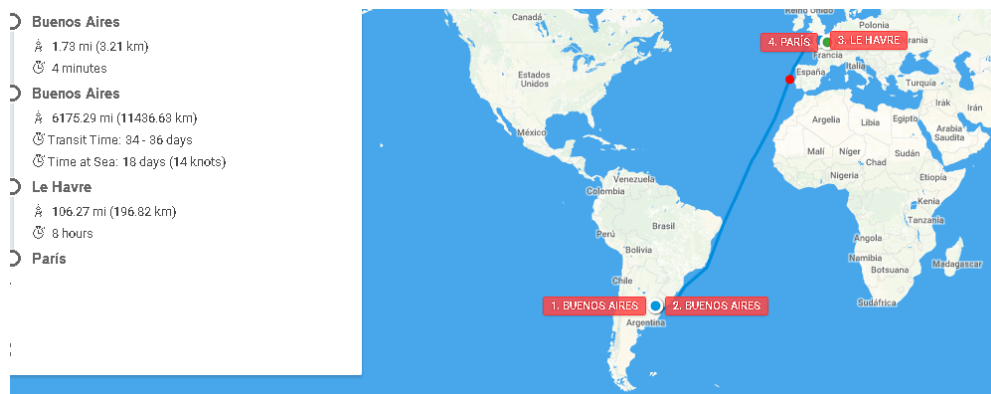 Buenos Aires
1.73 mi (3.21 km)
4 minutes
Buenos Aires
6175.29 mi (11436.63 km)
Transit Time: 34 - 36 days
Time at Sea: 18 days (14 knots)
Le Havre
106.27 mi (196.82 km)
8 hours
París
Reino Unido
Canadá
Polonia
4. PARÍS
3. LE HAVRE
Francia
Estados
Unidos
España
Italia
Turquía
Irak
Irán
México
Argelia
Libia
Egipto
Arabia
Saudita
Malí
Níger
Chad
Sudán
Venezuela
Nigeria
Etiopía
Colombia
Kenia
Tanzania
Perú
Brasil
Angola
Bolivia
Namibia
Botsuana
Madagascar
Chile
Sudáfrica
1. BUENOS AIRES
2. BUENOS AIRES
Argentina